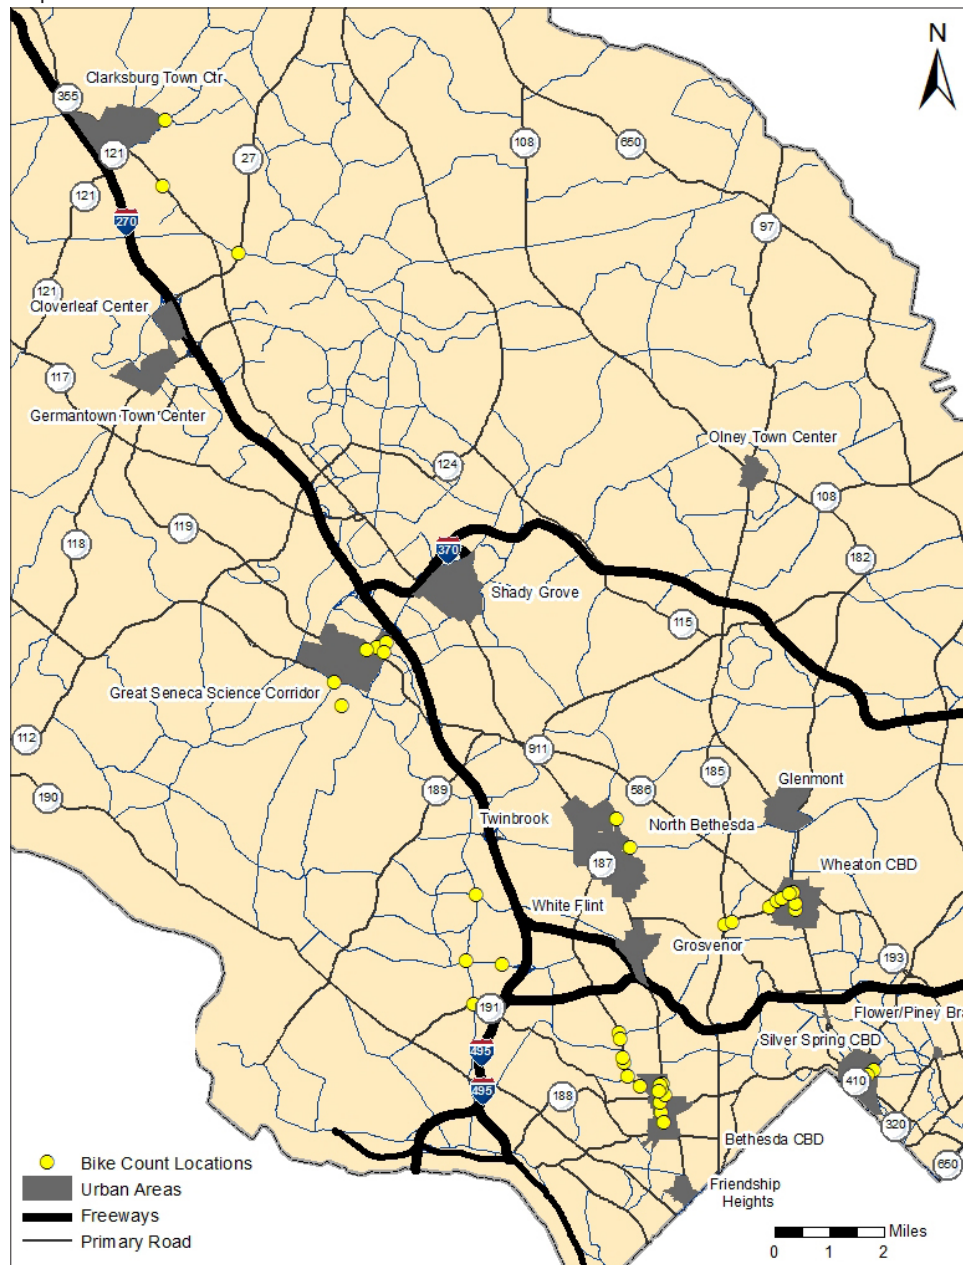 N
Clarksburg Town Ctr
355
121
27
108
650
121
270
97
121
Cloverleaf Center
117
Germantown Town Center
Olney Town Center
124
108
119
118
182
370
Shady Grove
115
Great Seneca Science Corridor
112
911
185
Glenmont
190
189
586
Twinbrook
North Bethesda
187
Wheaton CBD
White Flint
Grosvenor
193
191
Flower/Piney Bra
Silver Spring CBD
495
410
495
188
320
Bethesda CBD
650
Bike Count Locations
Urban Areas
Freeways
Primary Road
Friendship
Heights
Miles
0 1 2